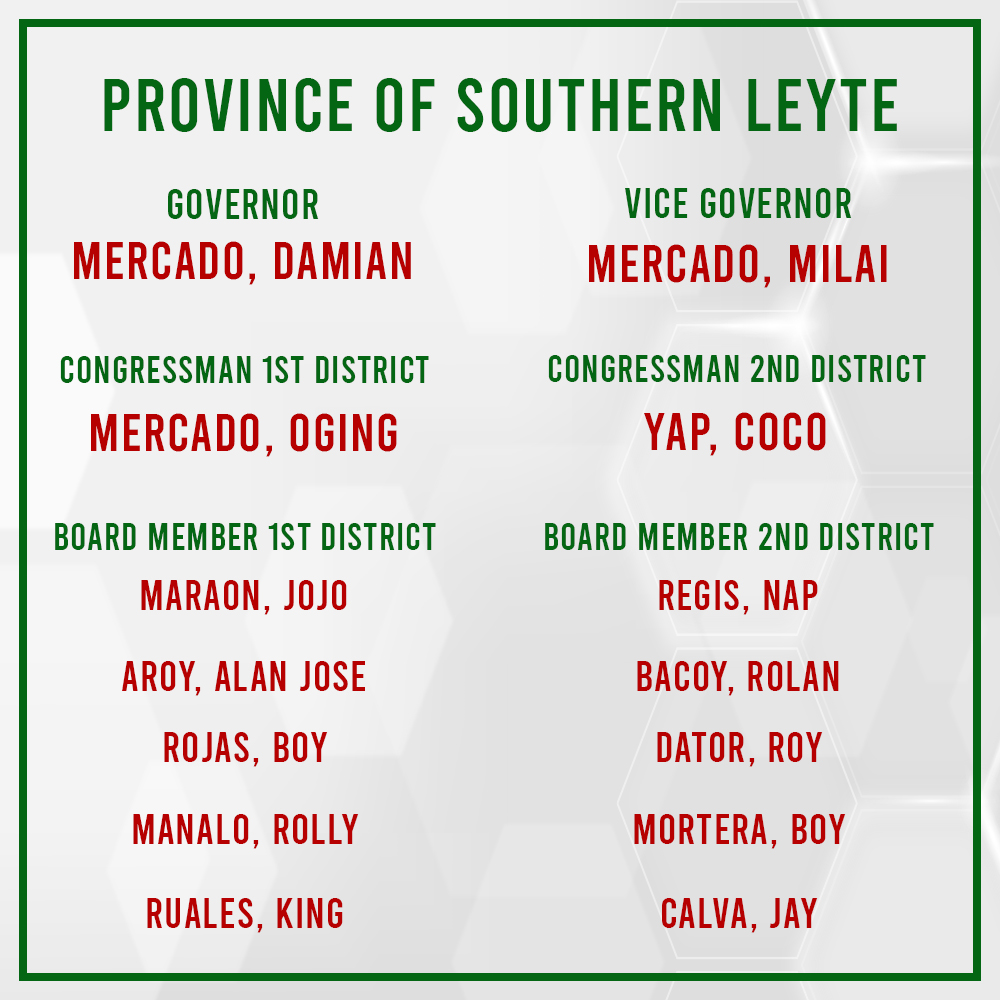 PROVINCE OF SOUTHERN LEYTE
GOVERNOR
MERCADO, DAMIAN
VICE GOVERNOR
MERCADO, MILAI
CONGRESSMAN 1ST DISTRICT
MERCADO, OGING
CONGRESSMAN 2ND DISTRICT
YAP, COCO
BOARD MEMBER 1ST DISTRICT
MARAON, JOJO
AROY, ALAN JOSE
ROJAS, BOY
MANALO, ROLLY
RUALES, KING
BOARD MEMBER 2ND DISTRICT
REGIS, NAP
BACOY, ROLAN
DATOR, ROY
MORTERA, BOY
CALVA, JAY